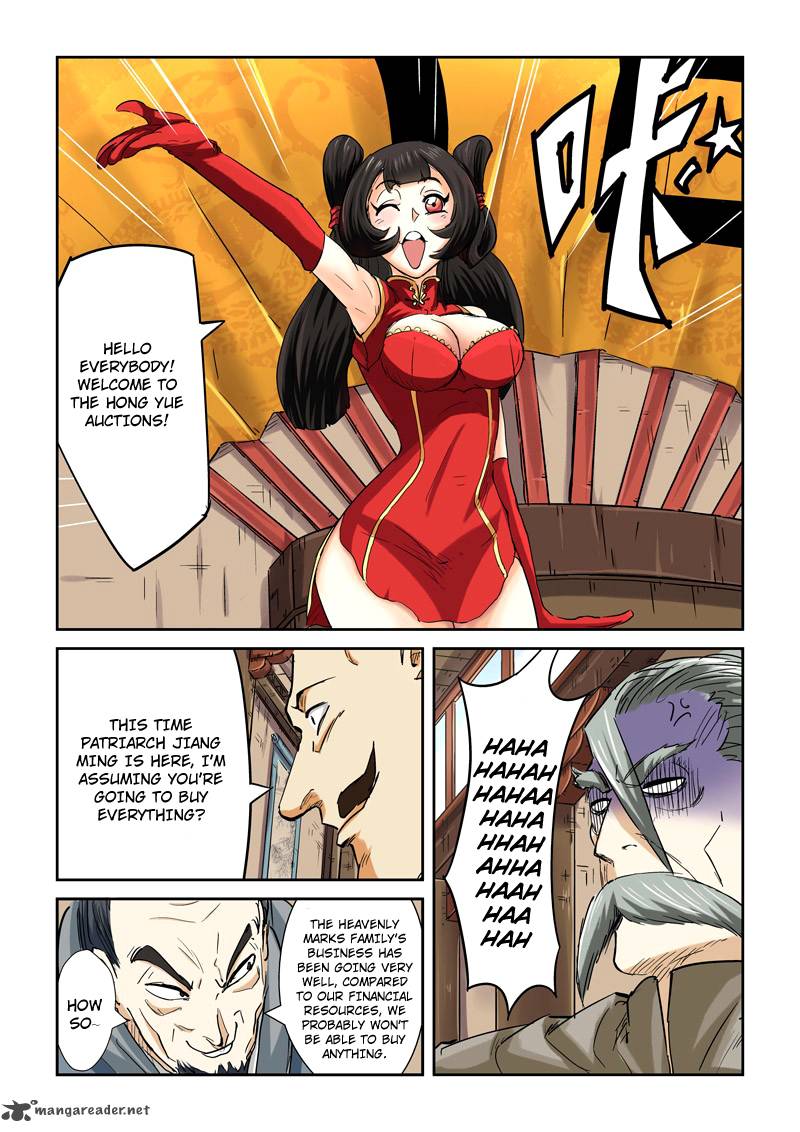 咔
HELLO
EVERYBODY!
WELCOME TO
THE HONG YUE
AUCTIONS!
THIS TIME
PATRIARCH JIANG
MING IS HERE, I'M
ASSUMING YOU'RE
GOING TO BUY
EVERYTHING?
HAHA
HAHAH
HAHAA
HAHA
HHAH
AHHA
HAAH
HAA
HAH
HOW
SO~
THE HEAVENLY
MARKS FAMILY'S
BUSINESS HAS
BEEN GOING VERY
WELL, COMPARED
TO OUR FINANCIAL
RESOURCES, WE
PROBABLY WON'T
BE ABLE TO BUY
ANYTHING.
mangareader.net